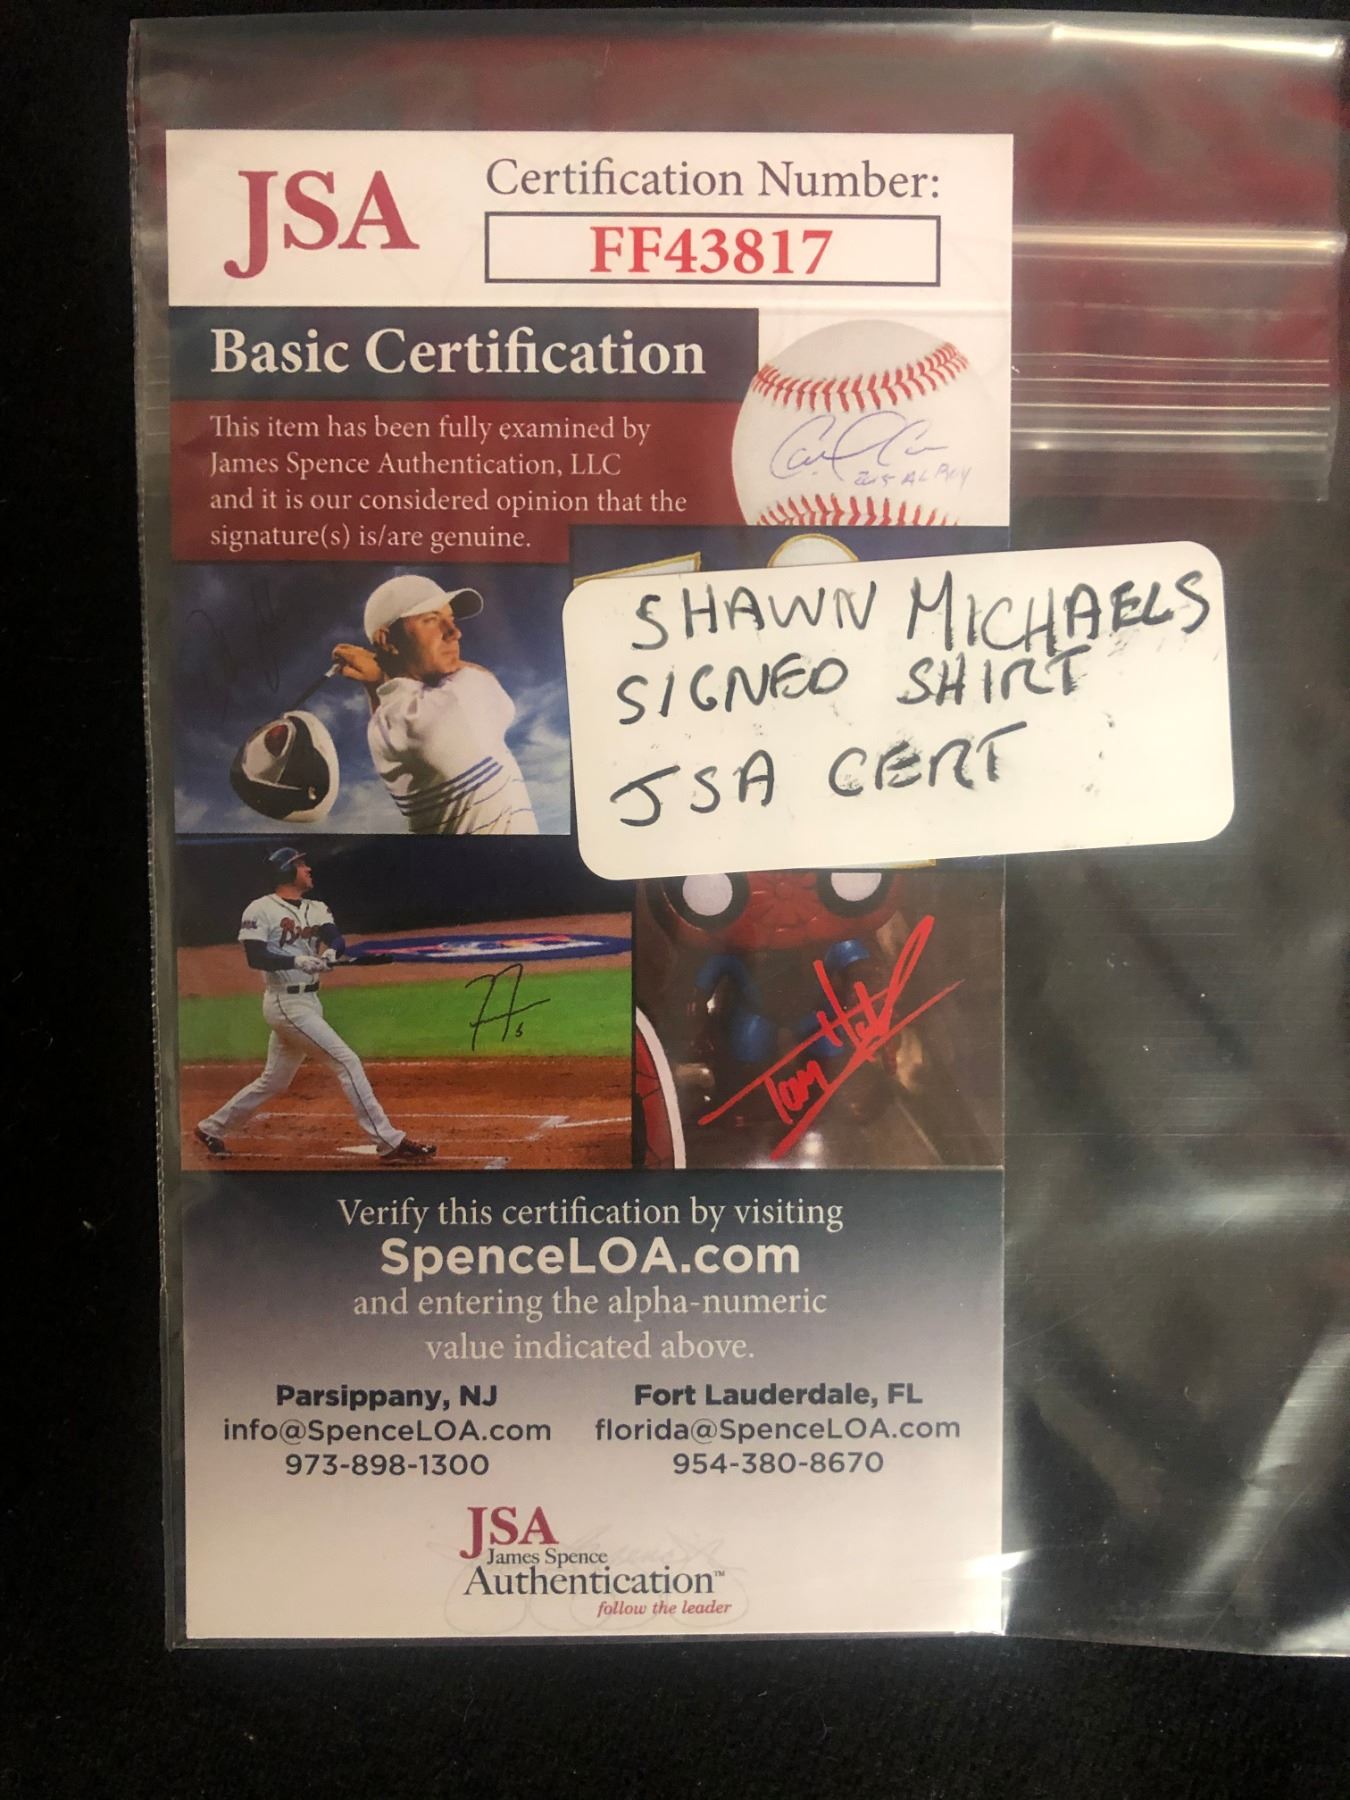 JSA
Certification Number:
FF43817
Basic Certification
This item has been fully examined by
James Spence Authentication, LLC
and it is our considered opinion that the
signature(s) is/are genuine.
SHAWN MICHAELS
SIGNED SHIRT
JSA CERT
Tom Holland
Verify this certification by visiting
SpenceLOA.com
and entering the alpha-numeric
value indicated above.
Parsippany, NJ
info@SpenceLOA.com
973-898-1300
Fort Lauderdale, FL
florida@SpenceLOA.com
954-380-8670
JSA
James Spence
Authentication™
follow the leader